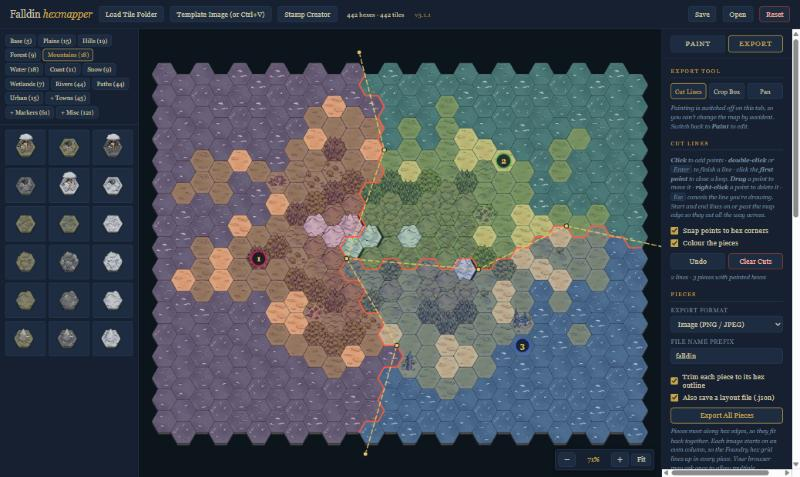 Falldin hexmapper
Load Tile Folder
Template Image (or Ctrl+V)
Stamp Creator
442 hexes · 442 tiles
v3.1.1
Save
Open
Reset
Base (5)
Plains (15)
Hills (19)
Forest (9)
Mountains (18)
Water (18)
Coast (11)
Snow (9)
Wetlands (7)
Rivers (44)
Paths (44)
Urban (15)
+ Towns (45)
+ Markers (61)
+ Misc (121)
1
2
3
− 71% + Fit
PAINT
EXPORT
EXPORT TOOL
Cut Lines
Crop Box
Pan
Painting is switched off on this tab, so
you can't change the map by accident.
Switch back to Paint to edit.
CUT LINES
Click to add points · double-click or
Enter to finish a line · click the first
point to close a loop. Drag a point to
move it · right-click a point to delete it ·
Esc cancels the line you're drawing.
Start and end lines on or past the map
edge so they cut all the way across.
Snap points to hex corners
Colour the pieces
Undo
Clear Cuts
2 lines · 3 pieces with painted hexes
PIECES
EXPORT FORMAT
Image (PNG / JPEG)
FILE NAME PREFIX
falldin
Trim each piece to its hex
outline
Also save a layout file (.json)
Export All Pieces
Pieces meet along hex edges, so they fit
back together. Each image starts on an
even column, so the Foundry hex grid
lines up in every piece. Your browser
may ask to allow multiple